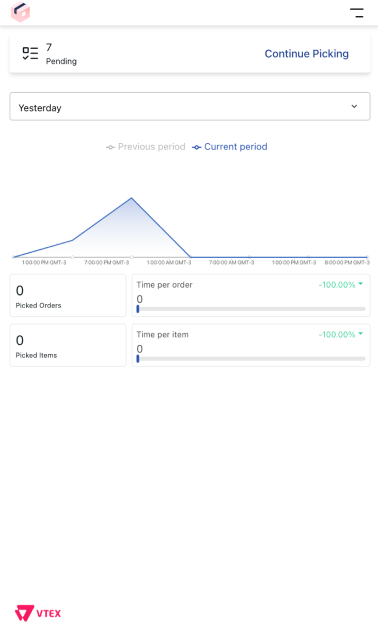 7
Pending
Continue Picking
Yesterday
Previous period
Current period
1:00:00 PM GMT-3 7:00:00 PM GMT-3 1:00:00 AM GMT-3 7:00:00 AM GMT-3 1:00:00 PM GMT-3 8:00:00 PM GMT-3
0
Picked Orders
Time per order -100.00%
0
0
Picked Items
Time per item -100.00%
0
VTEX